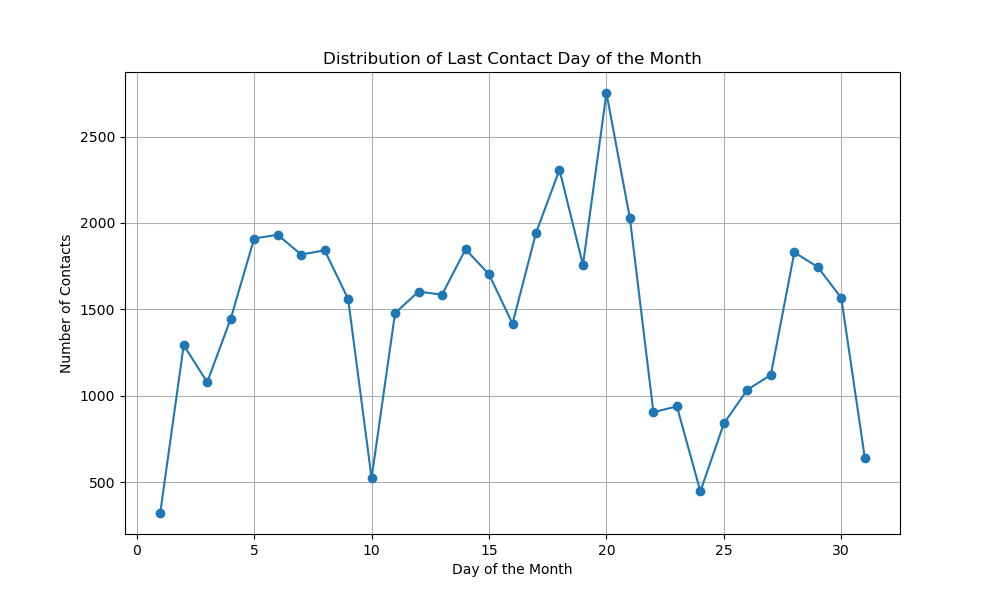 Distribution of Last Contact Day of the Month
Number of Contacts
2500
2000
1500
1000
500
0 5 10 15 20 25 30
Day of the Month